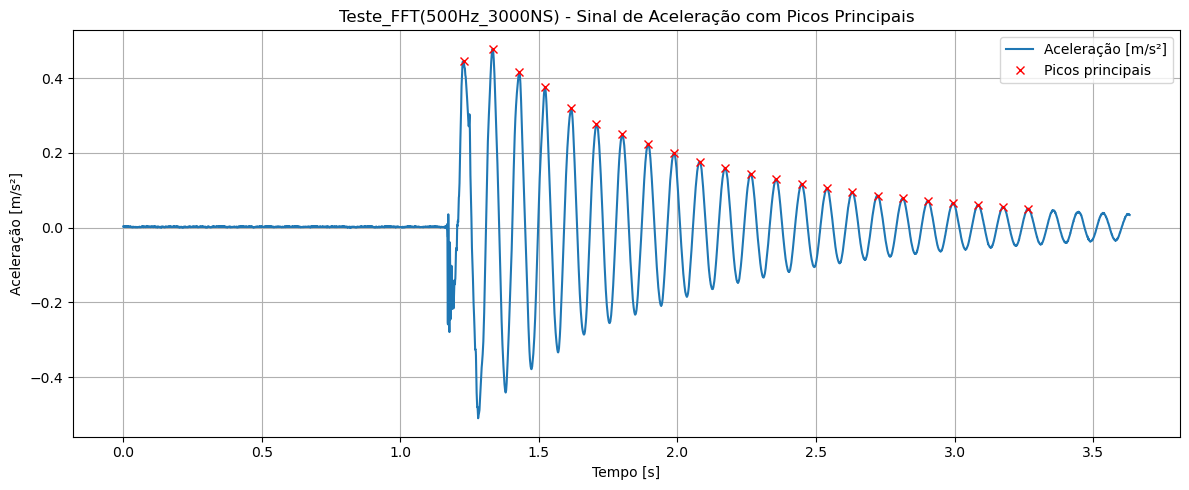 Teste_FFT(500Hz_3000NS) - Sinal de Aceleração com Picos Principais
Aceleração [m/s²]
Picos principais
Aceleração [m/s²]
0.4
0.2
0.0
−0.2
−0.4
0.0 0.5 1.0 1.5 2.0 2.5 3.0 3.5
Tempo [s]